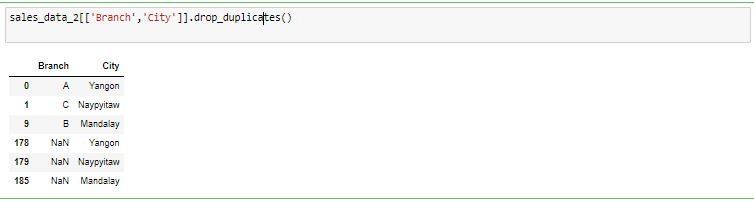 sales_data_2[['Branch','City']].drop_duplicates()
Branch City
0 A Yangon
1 C Naypyitaw
9 B Mandalay
178 NaN Yangon
179 NaN Naypyitaw
185 NaN Mandalay